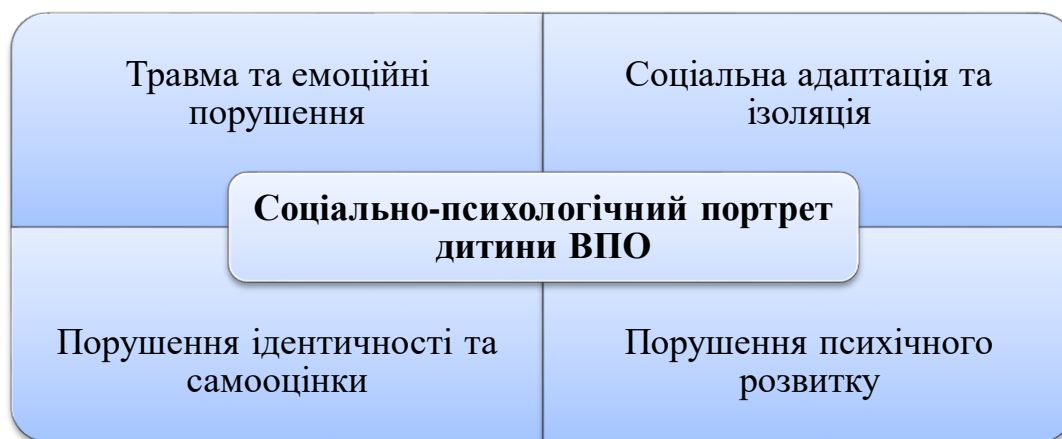 Травма та емоційні
порушення
Соціальна адаптація та
ізоляція
Соціально-психологічний портрет
дитини ВПО
Порушення ідентичності та
самооцінки
Порушення психічного
розвитку